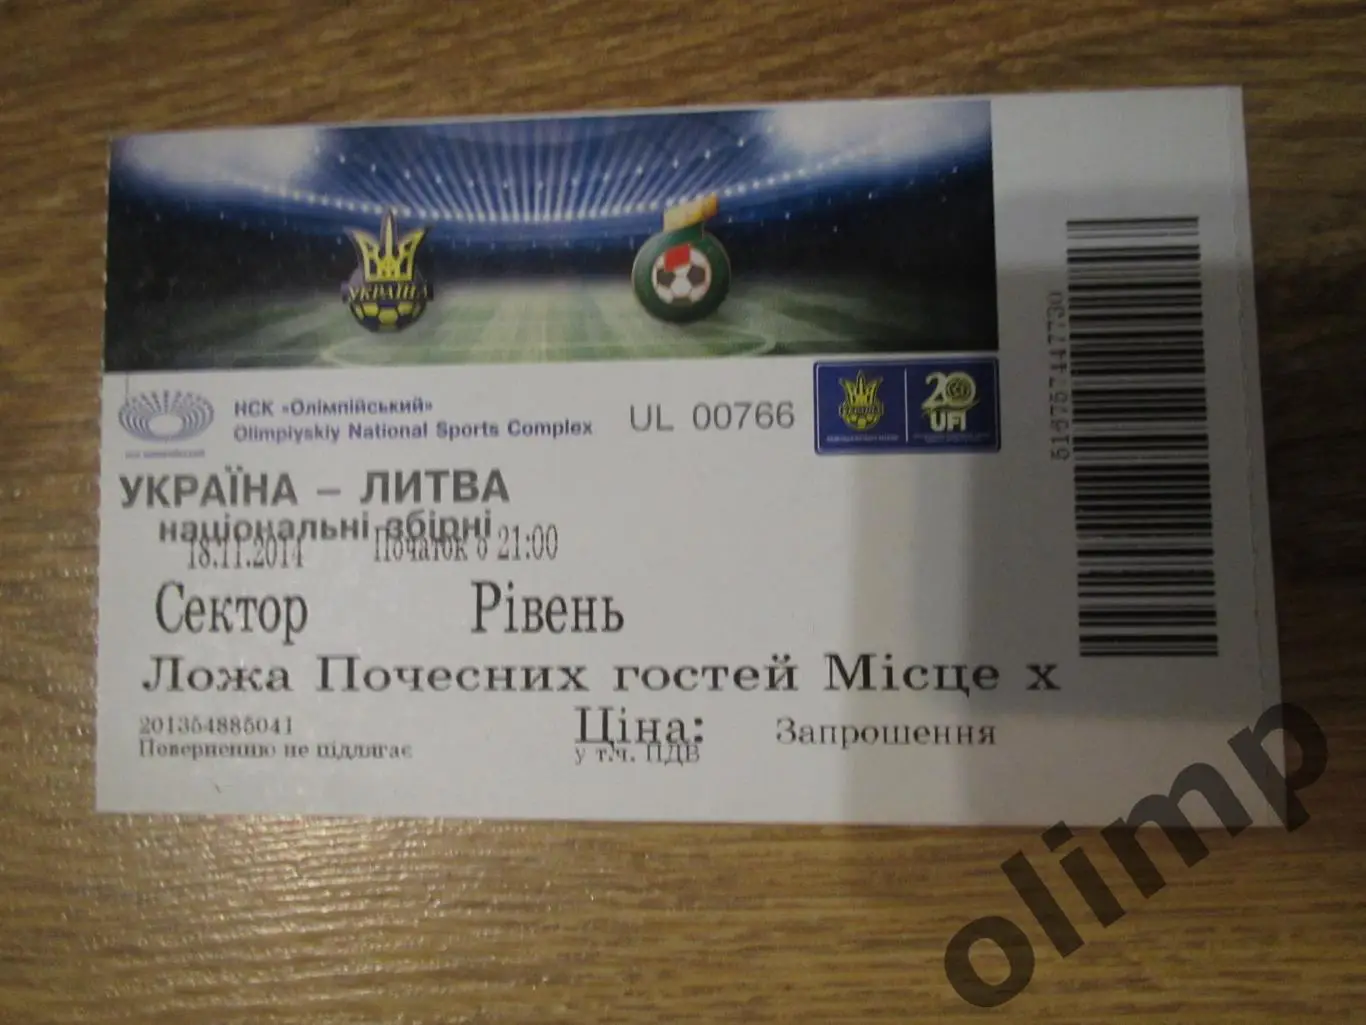 УКРАЇНА
НСК «Олімпійський»
Olimpiyskiy National Sports Complex
UL 00766
20
UFI
УКРАЇНА – ЛИТВА
національні збірні
18.11.2014 Початок о 21:00
Сектор Рівень
Ложа Почесних гостей Місце х
201354885041
Поверненню не підлягає
Ціна: Запрошення
у т.ч. ПДВ
5167757447730
olimp